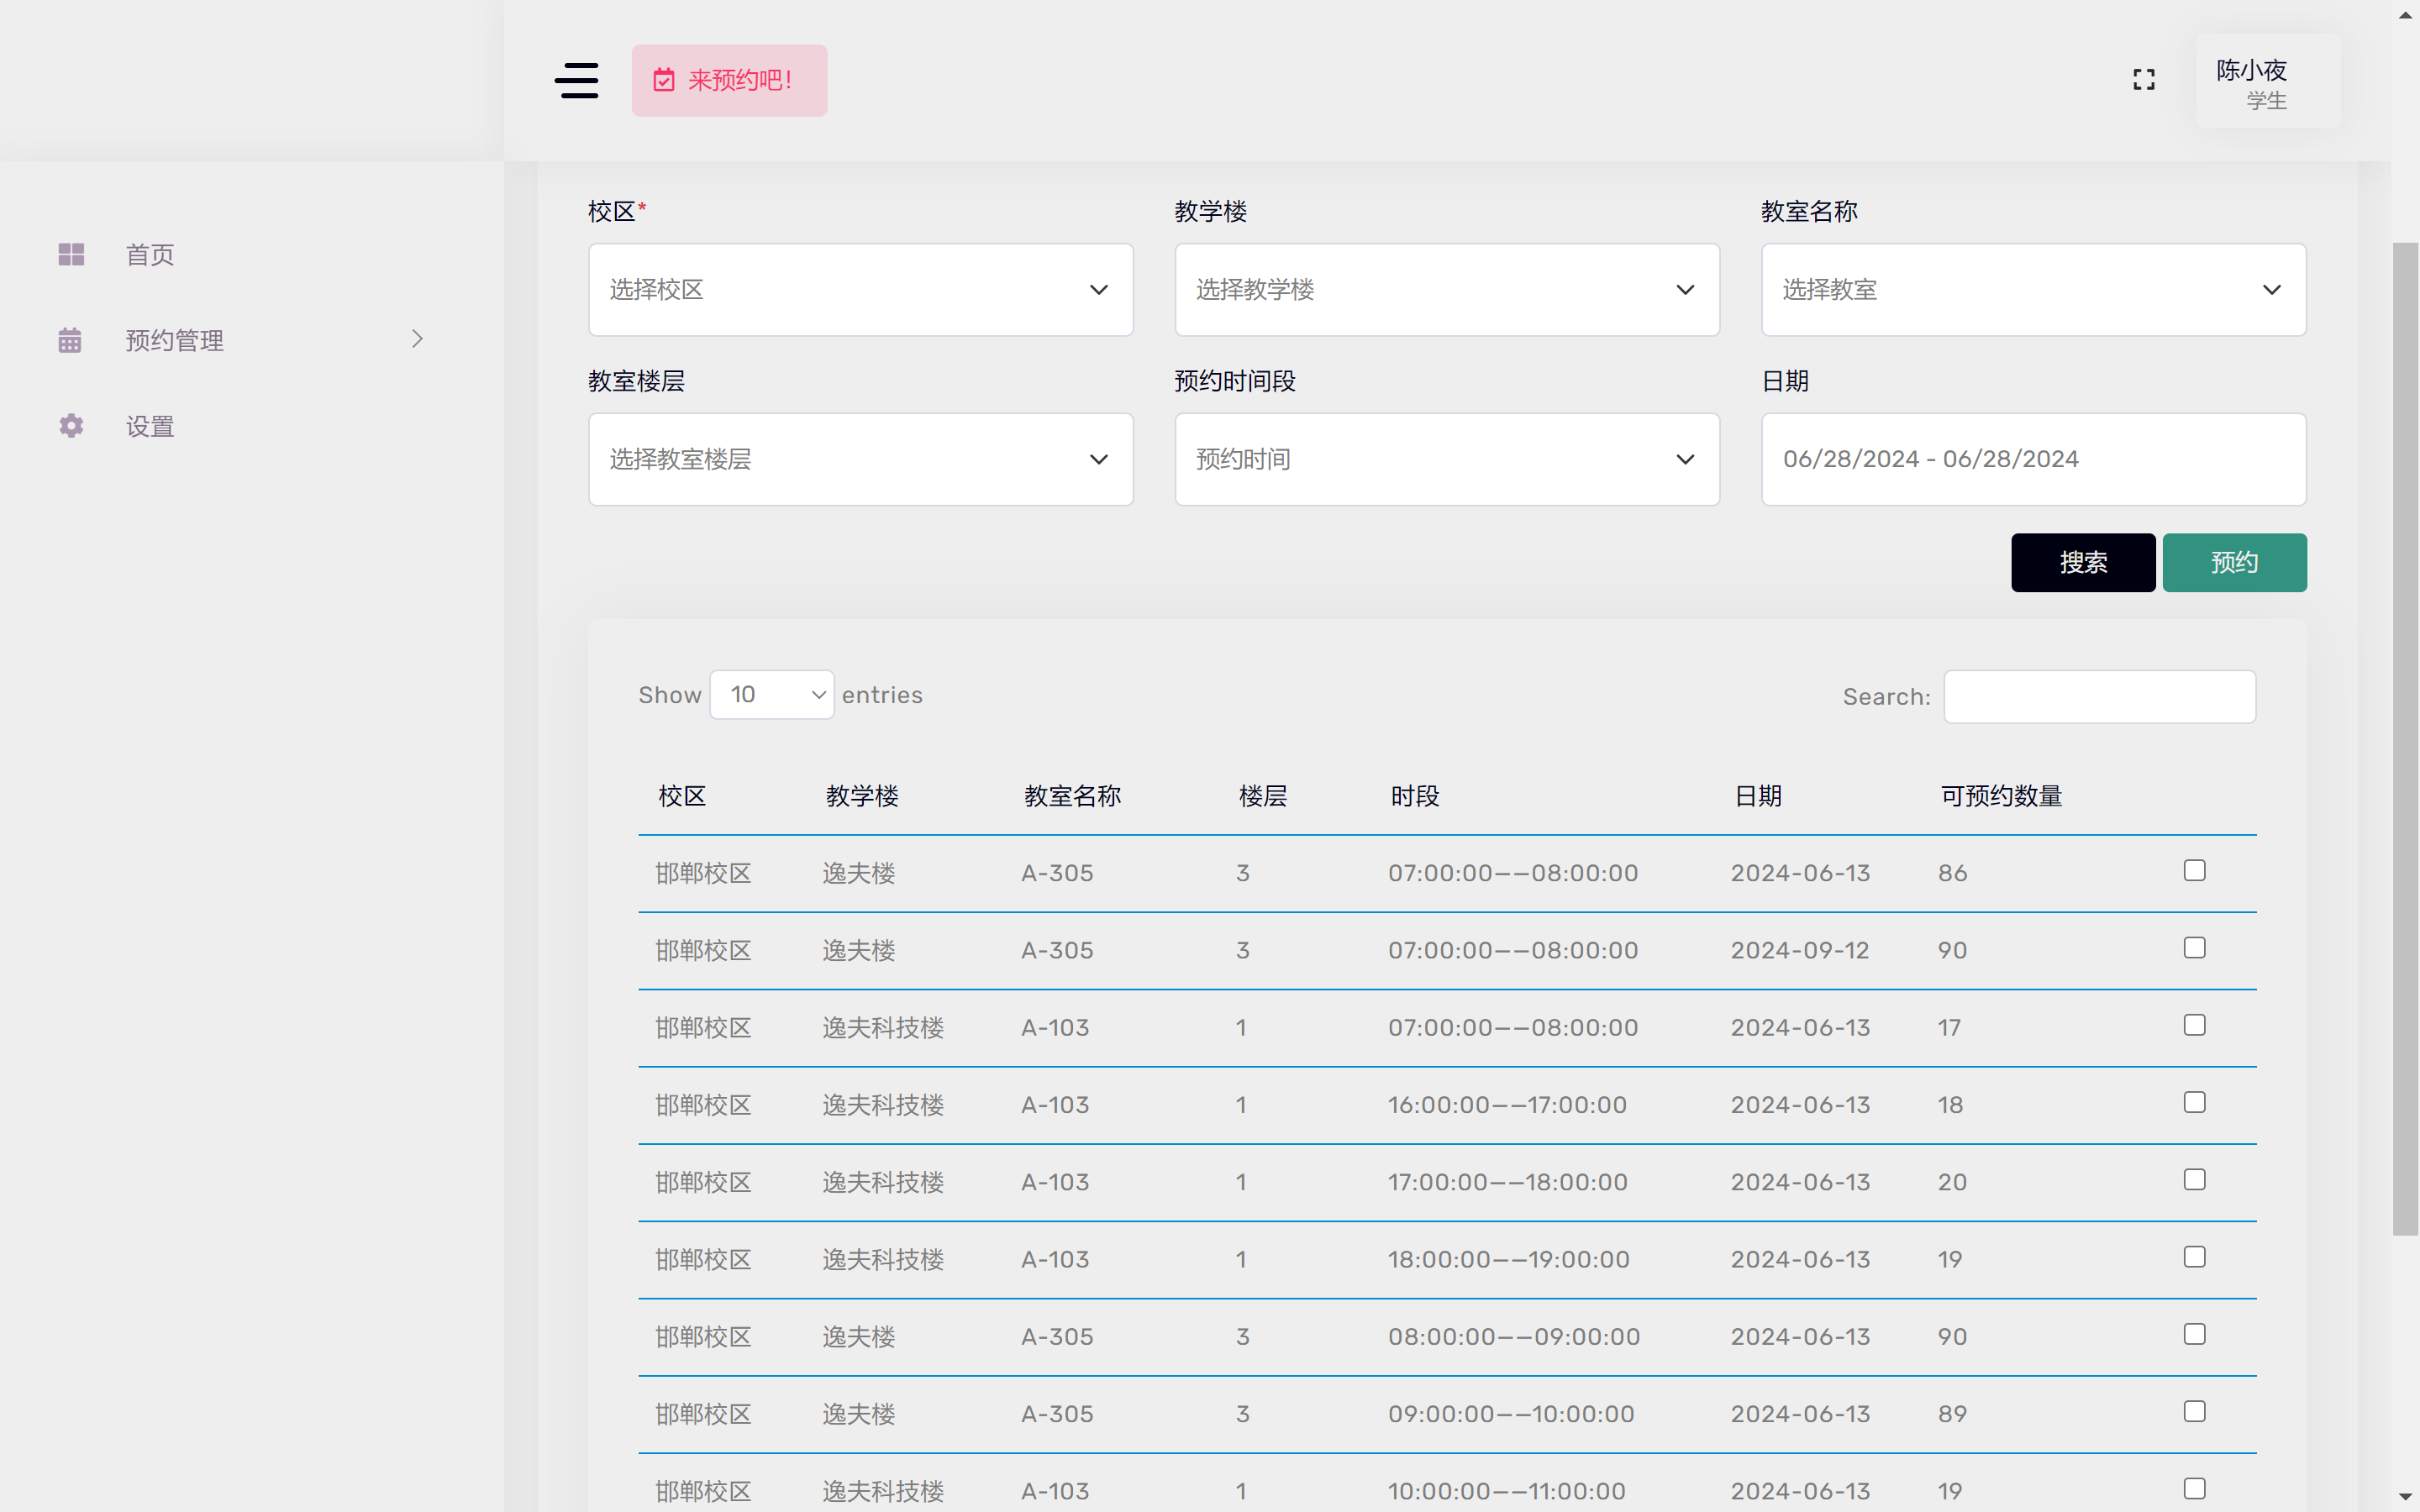 来预约吧！
陈小夜
学生
首页
预约管理
设置
校区* 教学楼 教室名称
选择校区 选择教学楼 选择教室
教室楼层 预约时间段 日期
选择教室楼层 预约时间 06/28/2024 - 06/28/2024
搜索 预约
Show 10 entries Search:
校区 教学楼 教室名称 楼层 时段 日期 可预约数量
邯郸校区 逸夫楼 A-305 3 07:00:00——08:00:00 2024-06-13 86
邯郸校区 逸夫楼 A-305 3 07:00:00——08:00:00 2024-09-12 90
邯郸校区 逸夫科技楼 A-103 1 07:00:00——08:00:00 2024-06-13 17
邯郸校区 逸夫科技楼 A-103 1 16:00:00——17:00:00 2024-06-13 18
邯郸校区 逸夫科技楼 A-103 1 17:00:00——18:00:00 2024-06-13 20
邯郸校区 逸夫科技楼 A-103 1 18:00:00——19:00:00 2024-06-13 19
邯郸校区 逸夫楼 A-305 3 08:00:00——09:00:00 2024-06-13 90
邯郸校区 逸夫楼 A-305 3 09:00:00——10:00:00 2024-06-13 89
邯郸校区 逸夫科技楼 A-103 1 10:00:00——11:00:00 2024-06-13 19